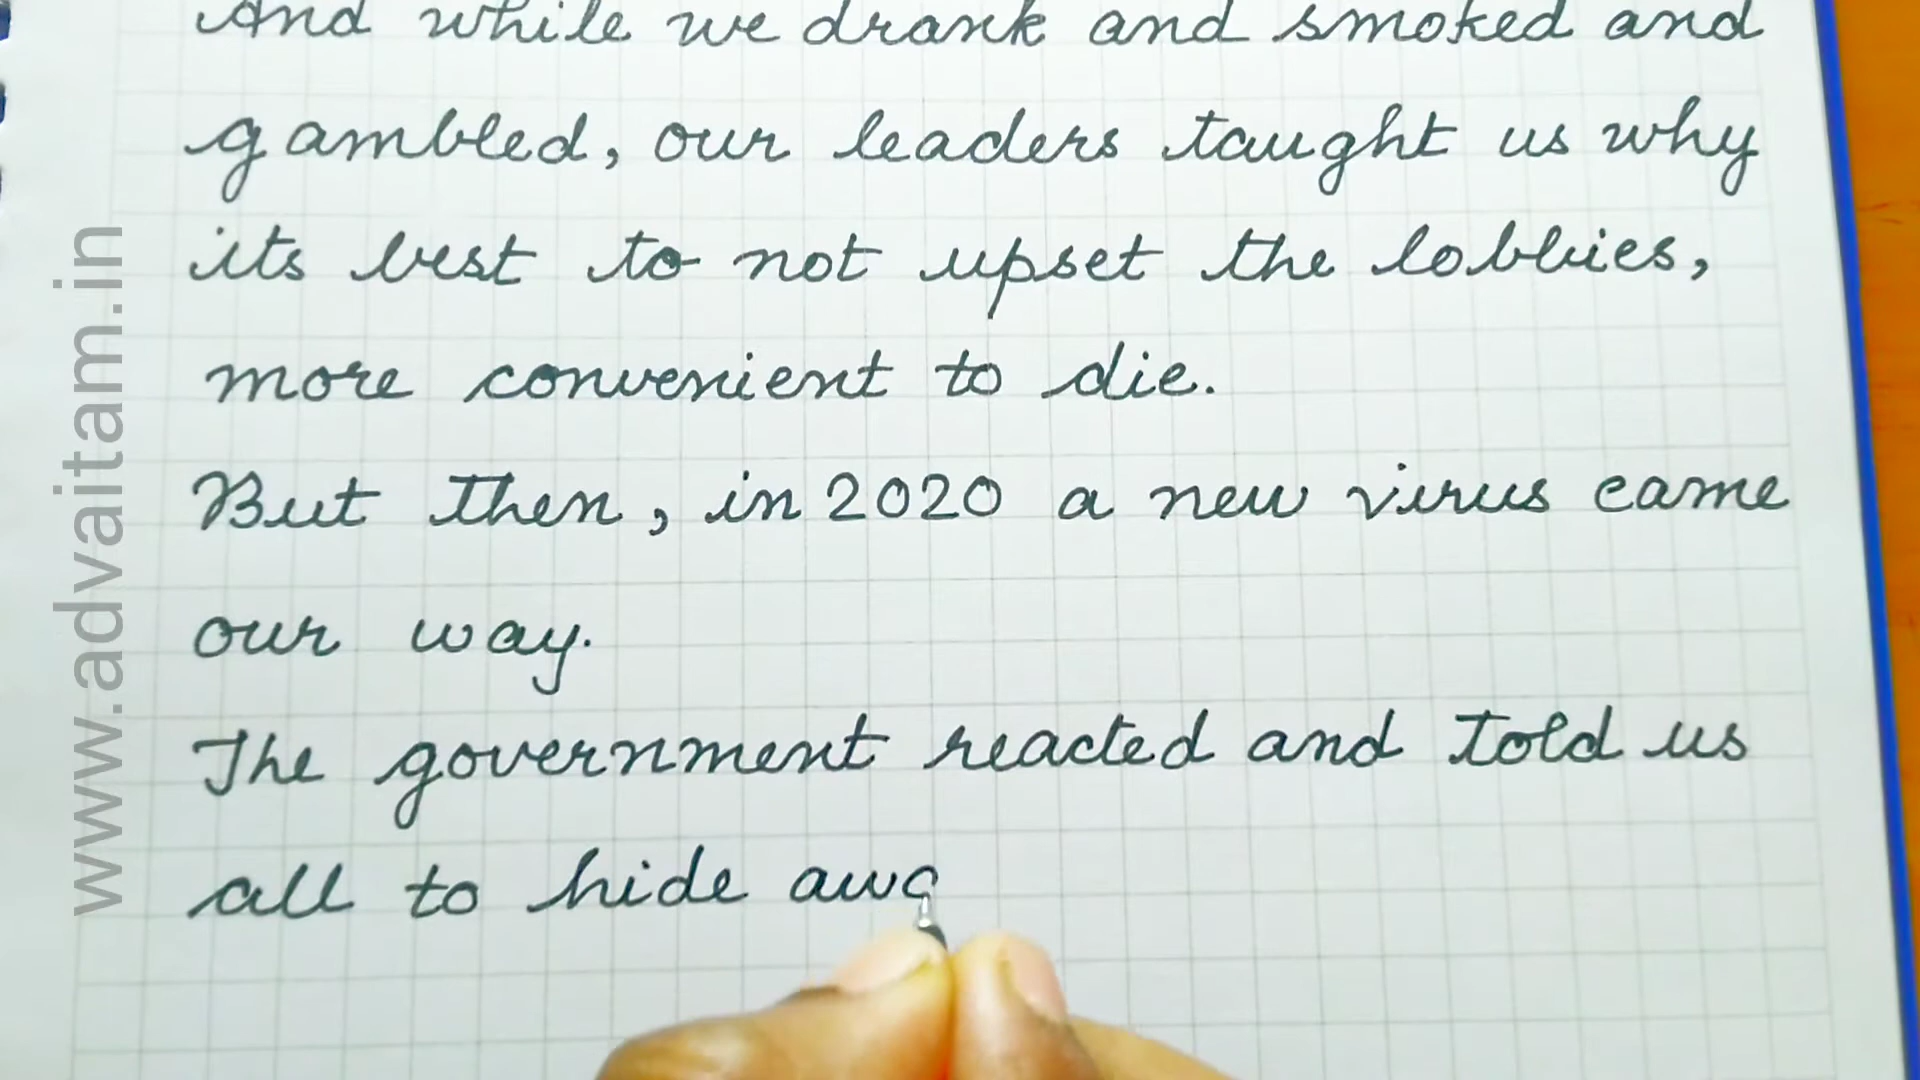 And while we drank and smoked and
gambled, our leaders taught us why
its best to not upset the lobbies,
more convenient to die.
But then, in 2020 a new virus came
our way.
The government reacted and told us
all to hide awa
www.advaitam.in